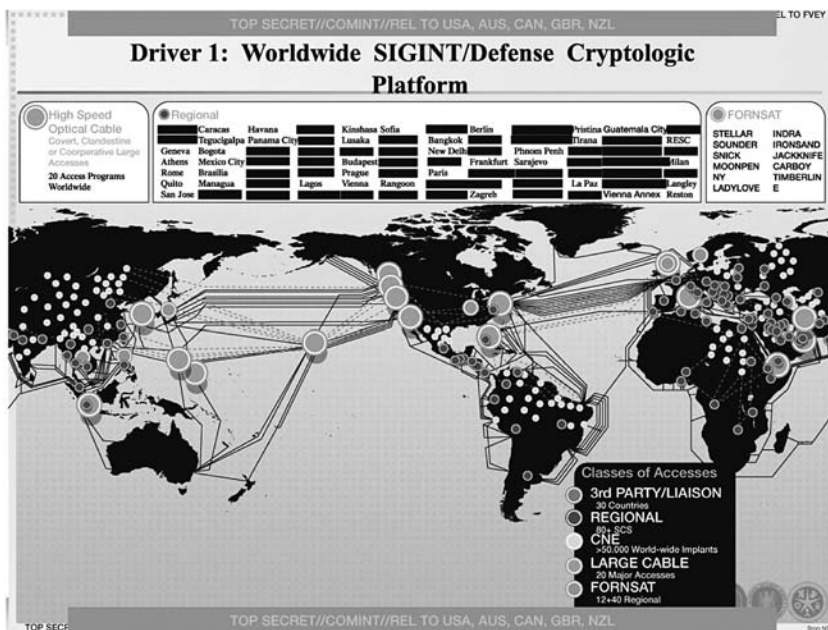 TOP SECRET//COMINT//REL TO USA, AUS, CAN, GBR, NZL
EL TO FVEY
Driver 1: Worldwide SIGINT/Defense Cryptologic
Platform
High Speed
Optical Cable
Covert, Clandestine
or Coorporative Large
Accesses
20 Access Programs
Worldwide
Regional
Caracas Havana Kinshasa Sofia Berlin Pristina Guatemala City
Tegucigalpa Panama City Lusaka Bangkok Tirana RESC
Geneva Bogota New Delhi Phnom Penh
Athens Mexico City Budapest Frankfurt Sarajevo Milan
Rome Brasilia Prague Paris
Quito Managua Lagos Vienna Rangoon La Paz Langley
San Jose Zagreb Vienna Annex Reston
FORNSAT
STELLAR INDRA
SOUNDER IRONSAND
SNICK JACKKNIFE
MOONPEN CARBOY
NY TIMBERLIN
LADYLOVE E
Classes of Accesses
3rd PARTY/LIAISON
30 Countries
REGIONAL
80+ SCS
CNE
>50.000 World-wide Implants
LARGE CABLE
20 Major Accesses
FORNSAT
12+40 Regional
TOP SECR
TOP SECRET//COMINT//REL TO USA, AUS, CAN, GBR, NZL